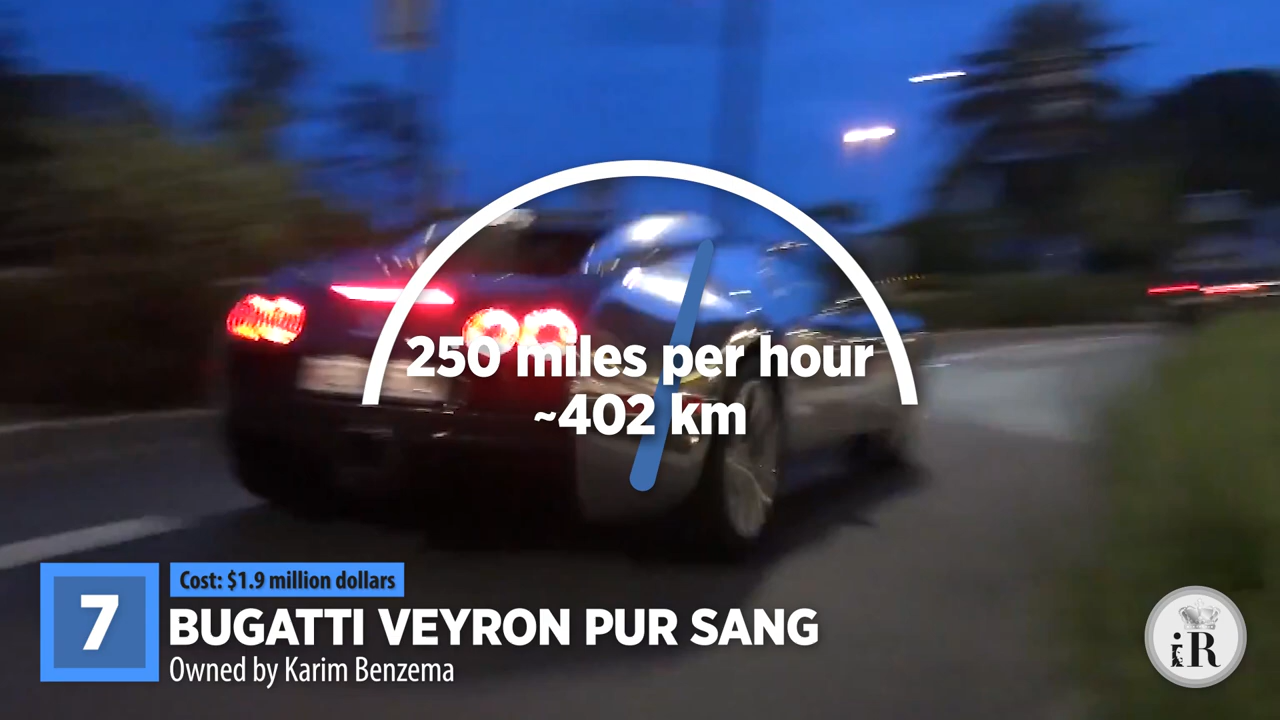 250 miles per hour
~402 km
7
Cost: $1.9 million dollars
BUGATTI VEYRON PUR SANG
Owned by Karim Benzema
iR